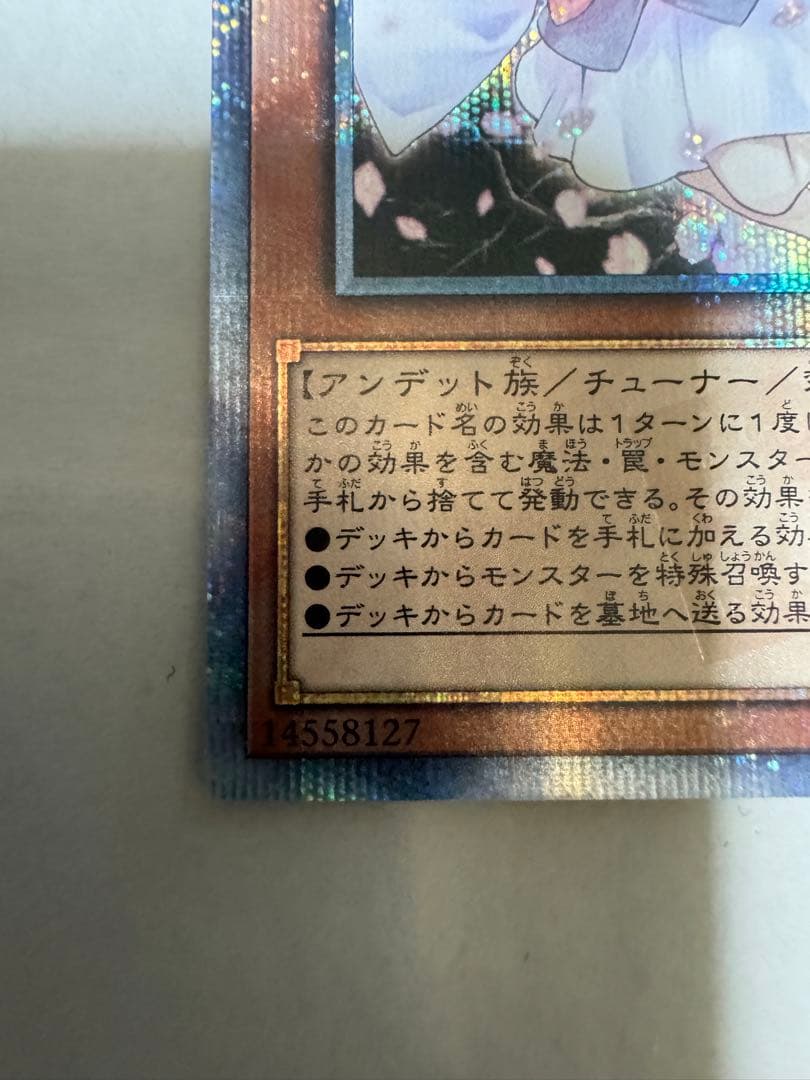 【アンデット族／チューナー／
このカード名の効果は1ターンに1度
かの効果を含む魔法・罠・モンスター
手札から捨てて発動できる。その効果
●デッキからカードを手札に加える効
●デッキからモンスターを特殊召喚す
●デッキからカードを墓地へ送る効果
14558127